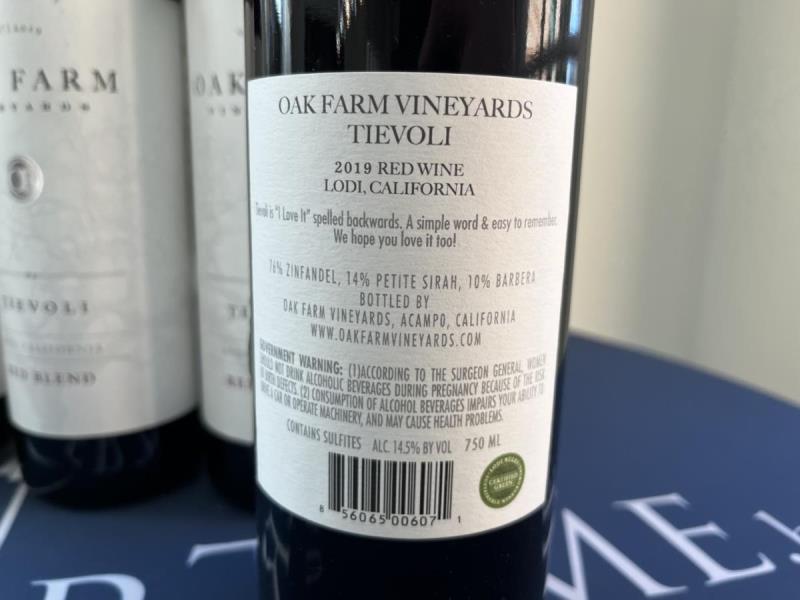 FARM
TIEVOLI
RED BLEND
OAK
OAK FARM VINEYARDS
TIEVOLI
2019 RED WINE
LODI, CALIFORNIA
Tievoli is "I Love It" spelled backwards. A simple word & easy to remember.
We hope you love it too!
76% ZINFANDEL, 14% PETITE SIRAH, 10% BARBERA
BOTTLED BY
OAK FARM VINEYARDS, ACAMPO, CALIFORNIA
WWW.OAKFARMVINEYARDS.COM
GOVERNMENT WARNING: (1)ACCORDING TO THE SURGEON GENERAL, WOMEN
SHOULD NOT DRINK ALCOHOLIC BEVERAGES DURING PREGNANCY BECAUSE OF THE RISK
OF BIRTH DEFECTS. (2) CONSUMPTION OF ALCOHOL BEVERAGES IMPAIRS YOUR ABILITY TO
DRIVE A CAR OR OPERATE MACHINERY, AND MAY CAUSE HEALTH PROBLEMS.
CONTAINS SULFITES ALC. 14.5% BY VOL 750 ML
CERTIFIED
GREEN
8 56065 00607 1